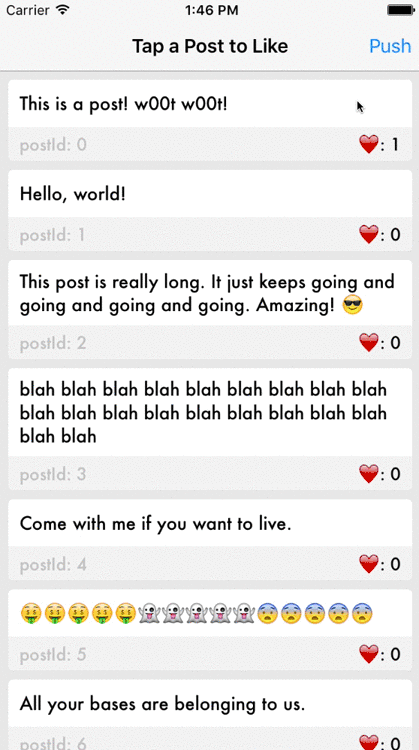 Carrier 1:46 PM
Tap a Post to Like Push
This is a post! w00t w00t!
postId: 0 ❤️: 1
Hello, world!
postId: 1 ❤️: 0
This post is really long. It just keeps going and
going and going and going. Amazing! 😎
postId: 2 ❤️: 0
blah blah blah blah blah blah blah blah blah
blah blah blah blah blah blah blah blah blah
blah blah
postId: 3 ❤️: 0
Come with me if you want to live.
postId: 4 ❤️: 0
🤑🤑🤑🤑🤑👻👻👻👻👻😨😨😨😨😨
postId: 5 ❤️: 0
All your bases are belonging to us.
postId: 6 ❤️: 0